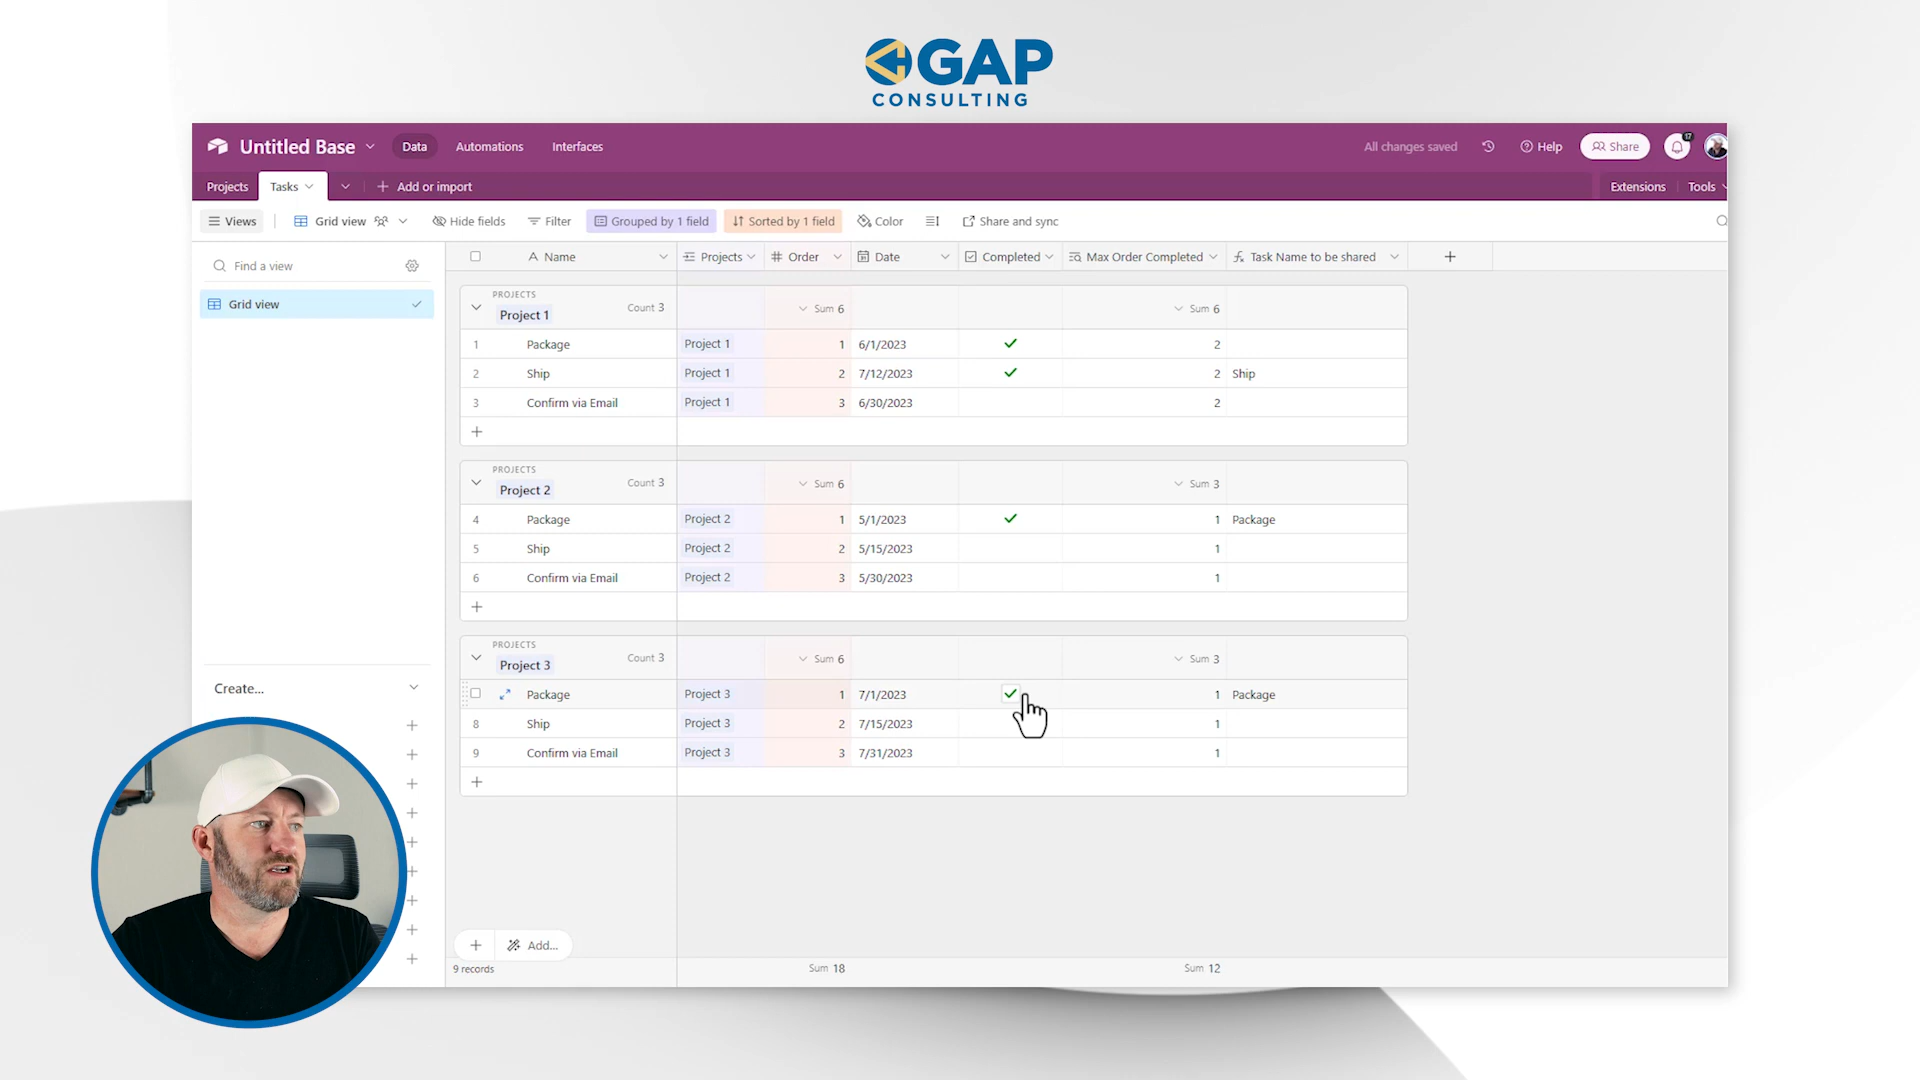 GAP
CONSULTING
Untitled Base Data Automations Interfaces All changes saved Help Share 17
Projects Tasks Add or import Extensions Tools
Views Grid view Hide fields Filter Grouped by 1 field Sorted by 1 field Color Share and sync
Find a view
Grid view
Create...
Name Projects Order Date Completed Max Order Completed Task Name to be shared
PROJECTS
Project 1 Count 3 Sum 6 Sum 6
1 Package Project 1 1 6/1/2023 2
2 Ship Project 1 2 7/12/2023 2 Ship
3 Confirm via Email Project 1 3 6/30/2023 2
PROJECTS
Project 2 Count 3 Sum 6 Sum 3
4 Package Project 2 1 5/1/2023 1 Package
5 Ship Project 2 2 5/15/2023 1
6 Confirm via Email Project 2 3 5/30/2023 1
PROJECTS
Project 3 Count 3 Sum 6 Sum 3
Package Project 3 1 7/1/2023 1 Package
8 Ship Project 3 2 7/15/2023 1
9 Confirm via Email Project 3 3 7/31/2023 1
Add...
9 records Sum 18 Sum 12